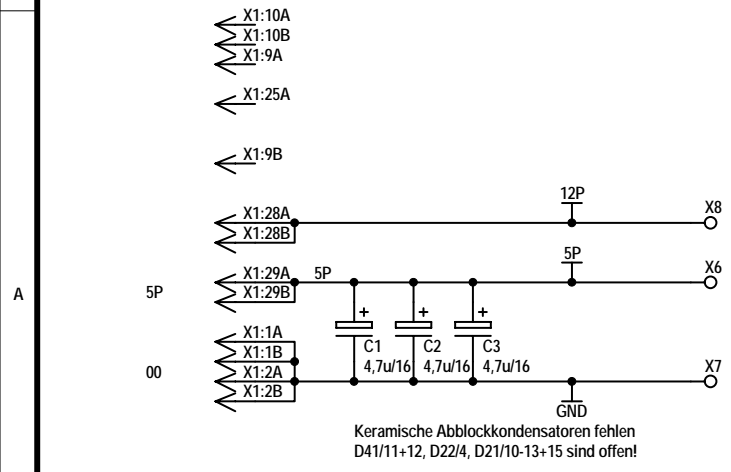 X1:10A
X1:10B
X1:9A
X1:25A
X1:9B
12P
X8
X1:28A
X1:28B
5P
X6
X1:29A
5P
A
5P
X1:29B
+
+
+
X1:1A
C1
C2
C3
X1:1B
4,7u/16
4,7u/16
4,7u/16
00
X1:2A
X7
X1:2B
GND
Keramische Abblockkondensatoren fehlen
D41/11+12, D22/4, D21/10-13+15 sind offen!